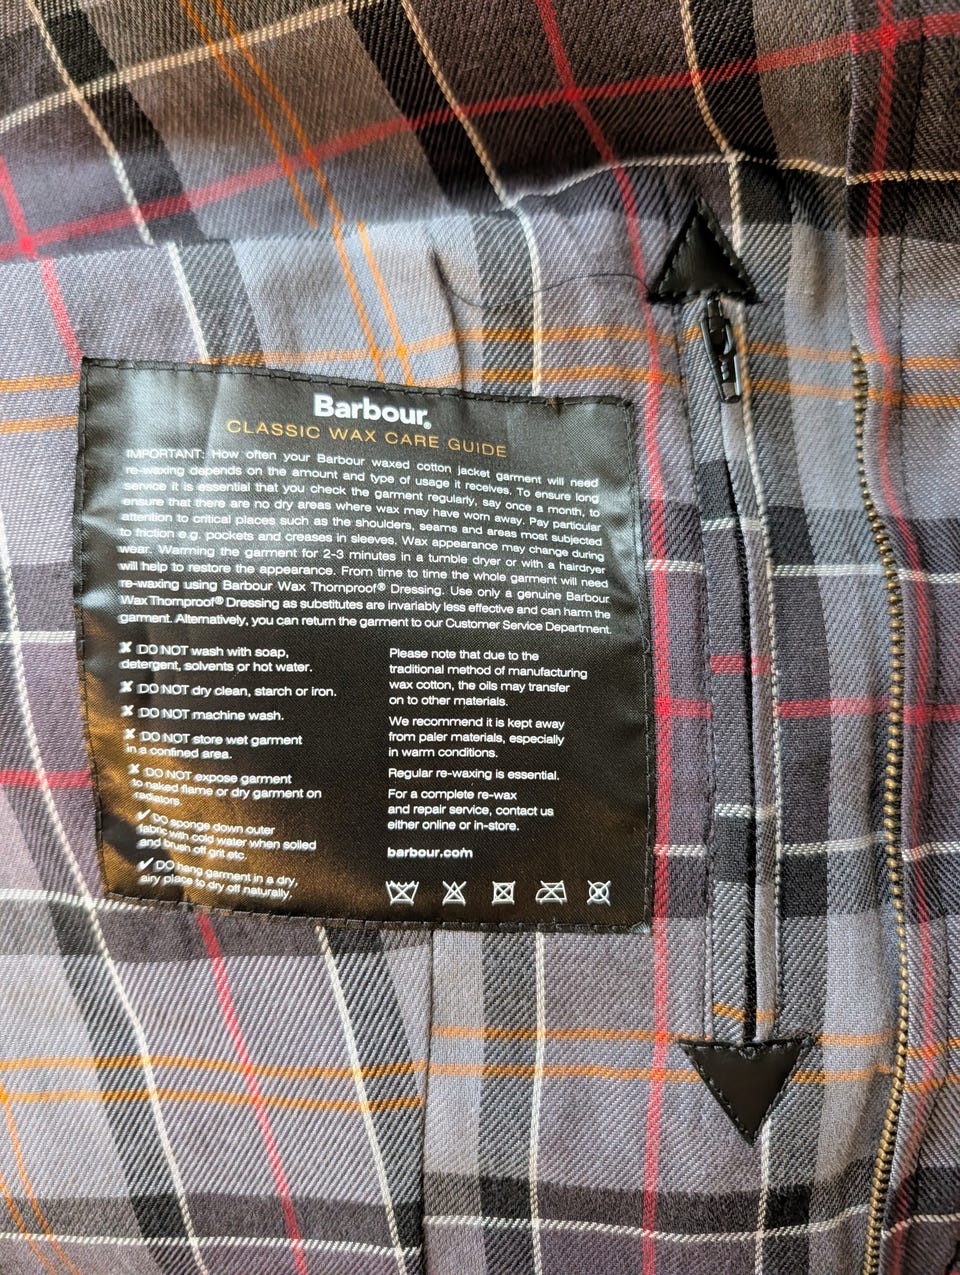 Barbour®
CLASSIC WAX CARE GUIDE
IMPORTANT: How often your Barbour waxed cotton jacket garment will need
re-waxing depends on the amount and type of usage it receives. To ensure long
service it is essential that you check the garment regularly, say once a month, to
ensure that there are no dry areas where wax may have worn away. Pay particular
attention to critical places such as the shoulders, seams and areas most subjected
to friction e.g. pockets and creases in sleeves. Wax appearance may change during
wear. Warming the garment for 2-3 minutes in a tumble dryer or with a hairdryer
will help to restore the appearance. From time to time the whole garment will need
re-waxing using Barbour Wax Thornproof® Dressing. Use only a genuine Barbour
Wax Thornproof® Dressing as substitutes are invariably less effective and can harm the
garment. Alternatively, you can return the garment to our Customer Service Department.
✘ DO NOT wash with soap,
detergent, solvents or hot water.
✘ DO NOT dry clean, starch or iron.
✘ DO NOT machine wash.
✘ DO NOT store wet garment
in a confined area.
✘ DO NOT expose garment
to naked flame or dry garment on
radiators.
✔ DO sponge down outer
fabric with cold water when soiled
and brush off grit etc.
✔ DO hang garment in a dry,
airy place to dry off naturally.
Please note that due to the
traditional method of manufacturing
wax cotton, the oils may transfer
on to other materials.
We recommend it is kept away
from paler materials, especially
in warm conditions.
Regular re-waxing is essential.
For a complete re-wax
and repair service, contact us
either online or in-store.
barbour.com